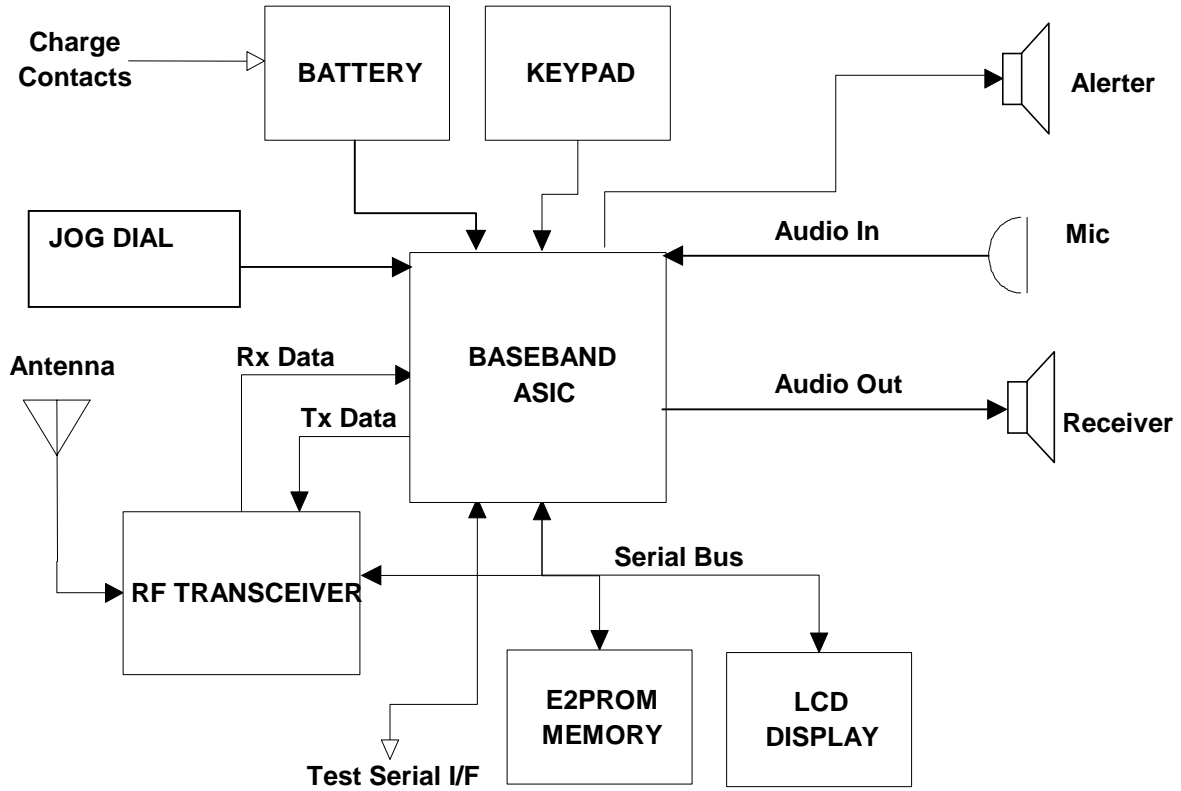 Charge
Contacts
BATTERY
KEYPAD
Alerter
JOG DIAL
Audio In
Mic
Antenna
Rx Data
BASEBAND
ASIC
Audio Out
Tx Data
Receiver
Serial Bus
RF TRANSCEIVER
E2PROM
MEMORY
LCD
DISPLAY
Test Serial I/F